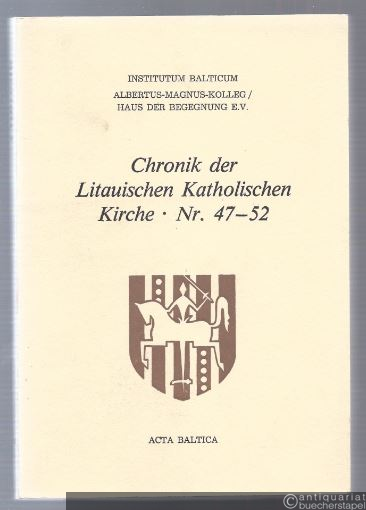 INSTITUTUM BALTICUM
ALBERTUS-MAGNUS-KOLLEG/
HAUS DER BEGEGNUNG E.V.
Chronik der
Litauischen Katholischen
Kirche · Nr. 47–52
ACTA BALTICA
antiquariat
buecherstapel